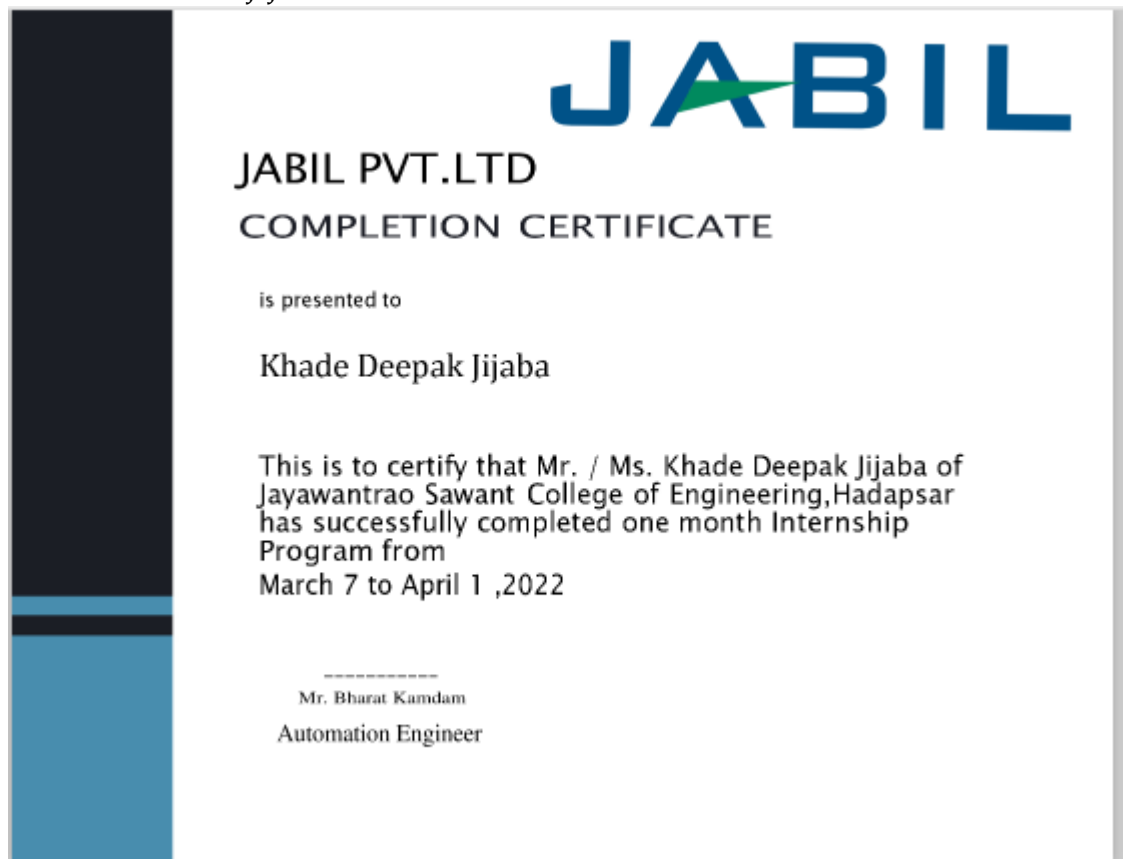 JABIL
JABIL PVT.LTD
COMPLETION CERTIFICATE
is presented to
Khade Deepak Jijaba
This is to certify that Mr. / Ms. Khade Deepak Jijaba of
Jayawantrao Sawant College of Engineering,Hadapsar
has successfully completed one month Internship
Program from
March 7 to April 1 ,2022
___________
Mr. Bharat Kamdam
Automation Engineer